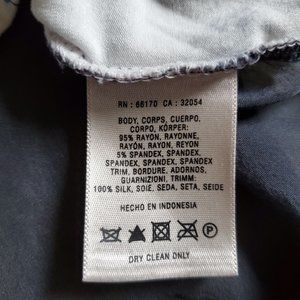 RN : 66170 CA : 32054
BODY, CORPS, CUERPO,
CORPO, KÖRPER:
95% RAYON, RAYONNE,
RAYÓN, RAYON, REYON
5% SPANDEX, SPANDEX,
SPANDEX, SPANDEX, SPANDEX
TRIM, BORDURE, ADORNOS,
GUARNIZIONI, TRIMM:
100% SILK, SOIE, SEDA, SETA, SEIDE
HECHO EN INDONESIA
P
DRY CLEAN ONLY